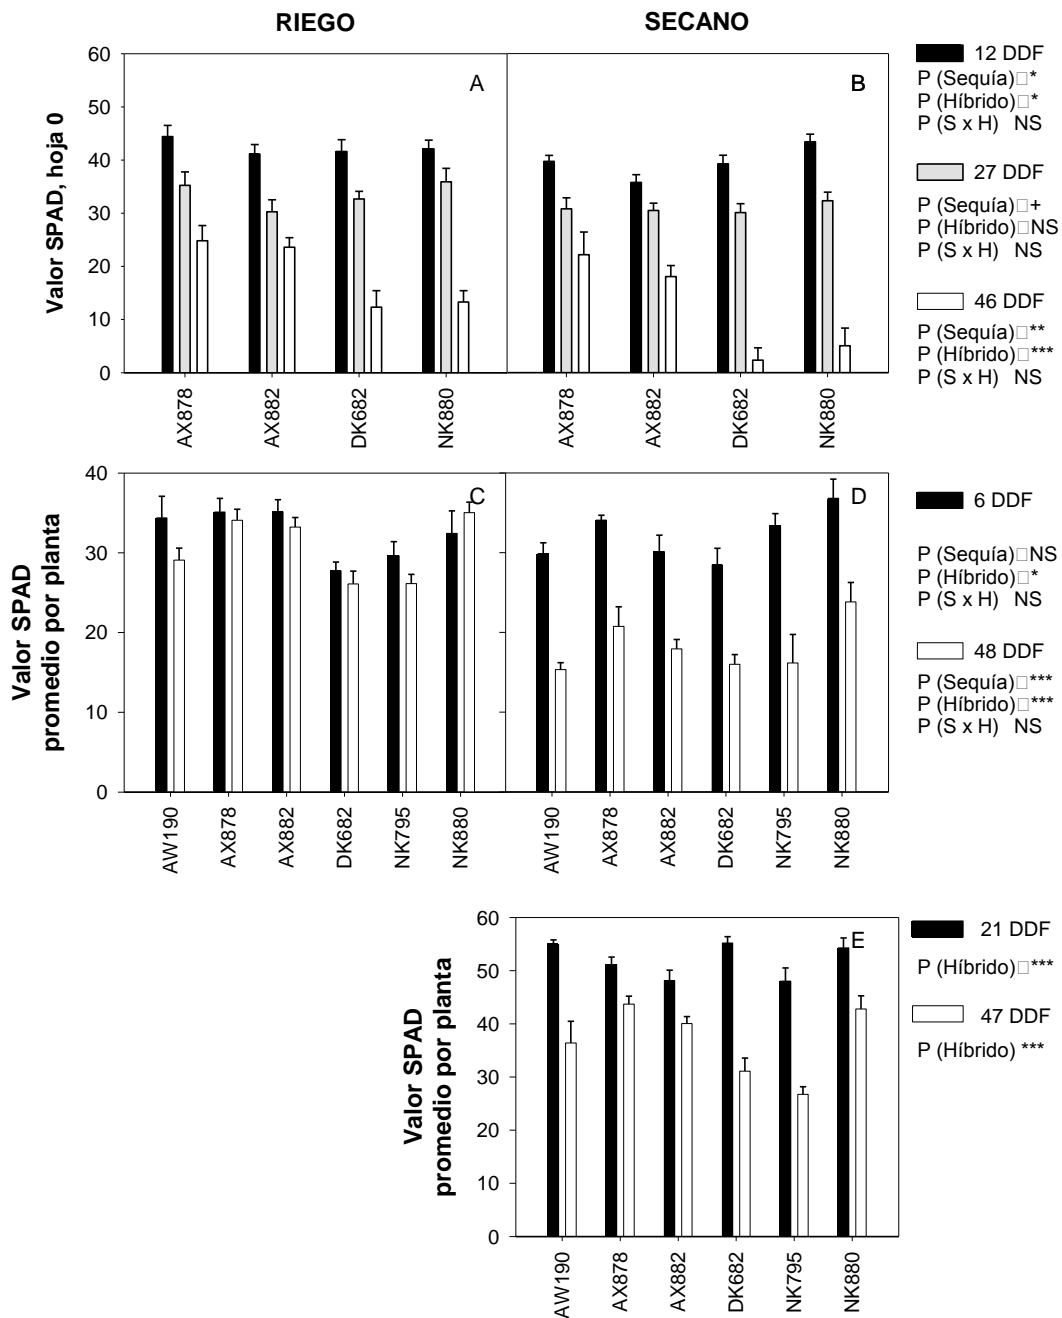 RIEGO
SECANO
Valor SPAD, hoja 0
60
50
40
30
20
10
0
A
B
AX878
AX882
DK682
NK880
AX878
AX882
DK682
NK880
12 DDF
P (Sequía)□*
P (Híbrido)□*
P (S x H) NS
27 DDF
P (Sequía)□+
P (Híbrido)□NS
P (S x H) NS
46 DDF
P (Sequía)□**
P (Híbrido)□***
P (S x H) NS
Valor SPAD
promedio por planta
40
30
20
10
0
C
D
AW190
AX878
AX882
DK682
NK795
NK880
AW190
AX878
AX882
DK682
NK795
NK880
6 DDF
P (Sequía)□NS
P (Híbrido)□*
P (S x H) NS
48 DDF
P (Sequía)□***
P (Híbrido)□***
P (S x H) NS
Valor SPAD
promedio por planta
60
50
40
30
20
10
0
E
AW190
AX878
AX882
DK682
NK795
NK880
21 DDF
P (Híbrido)□***
47 DDF
P (Híbrido) ***